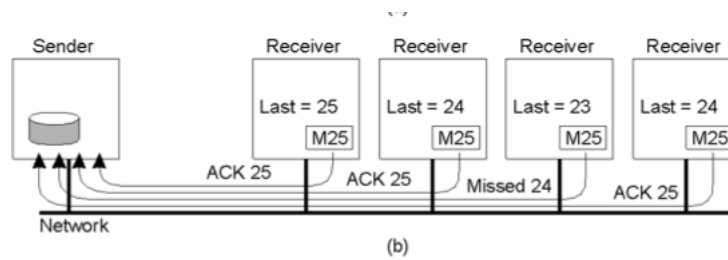 Sender Receiver Receiver Receiver Receiver
Last = 25 Last = 24 Last = 23 Last = 24
M25 M25 M25 M25
ACK 25 ACK 25 Missed 24 ACK 25
Network
(b)